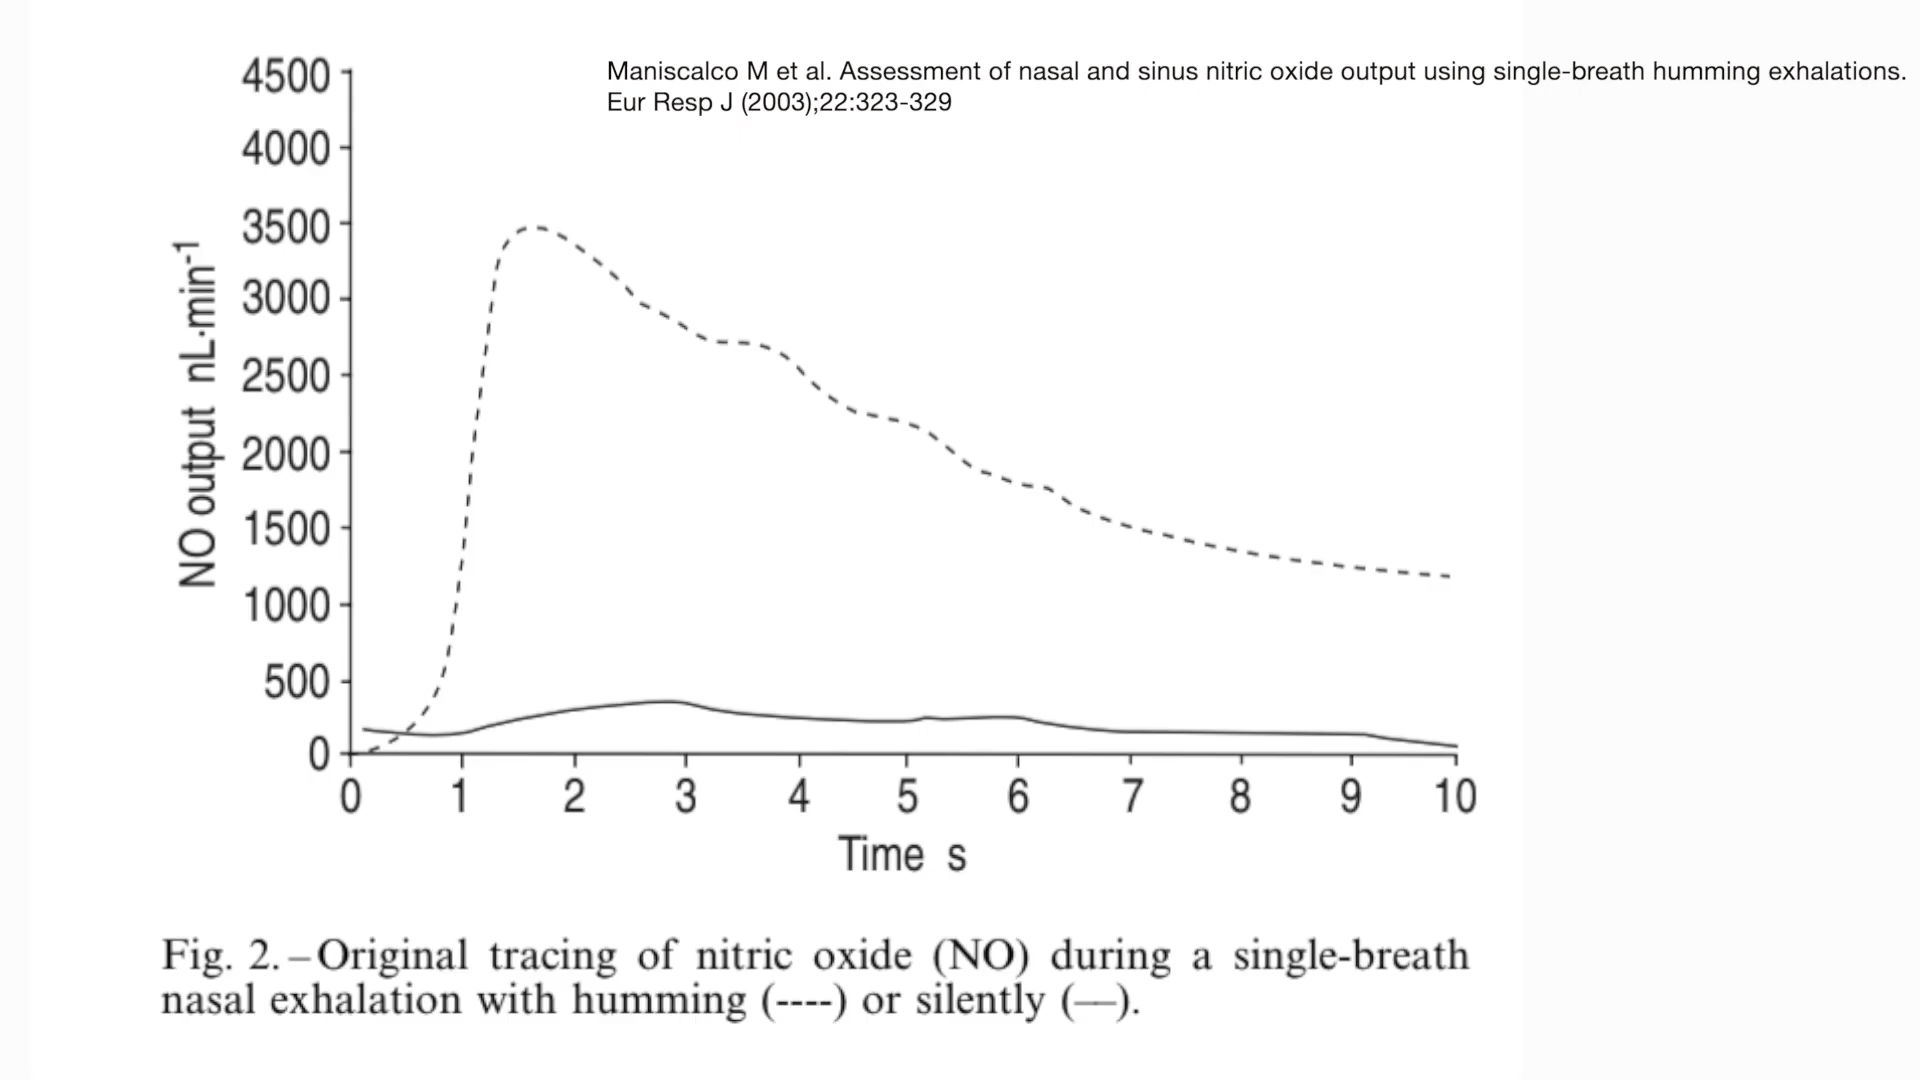 Maniscalco M et al. Assessment of nasal and sinus nitric oxide output using single-breath humming exhalations.
Eur Resp J (2003);22:323-329
4500
4000
3500
3000
2500
2000
1500
1000
500
0
NO output nL·min-1
0 1 2 3 4 5 6 7 8 9 10
Time s
Fig. 2. – Original tracing of nitric oxide (NO) during a single-breath
nasal exhalation with humming (----) or silently (—).